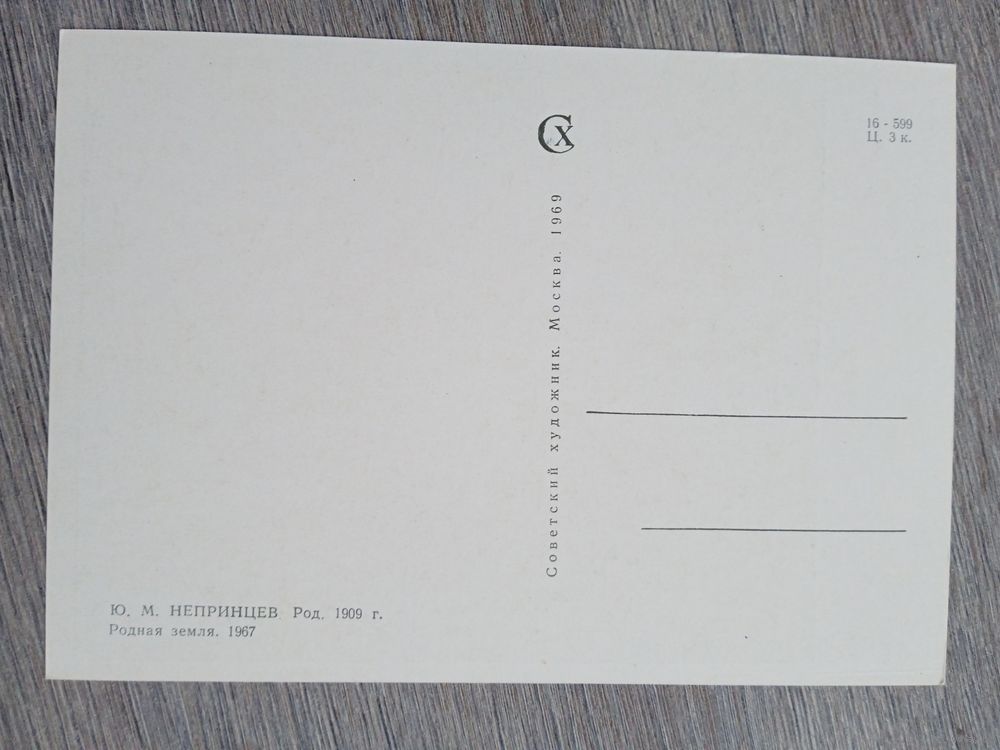 СХ
16 - 599
Ц. 3 к.
Советский художник. Москва. 1969
Ю. М. НЕПРИНЦЕВ. Род. 1909 г.
Родная земля. 1967